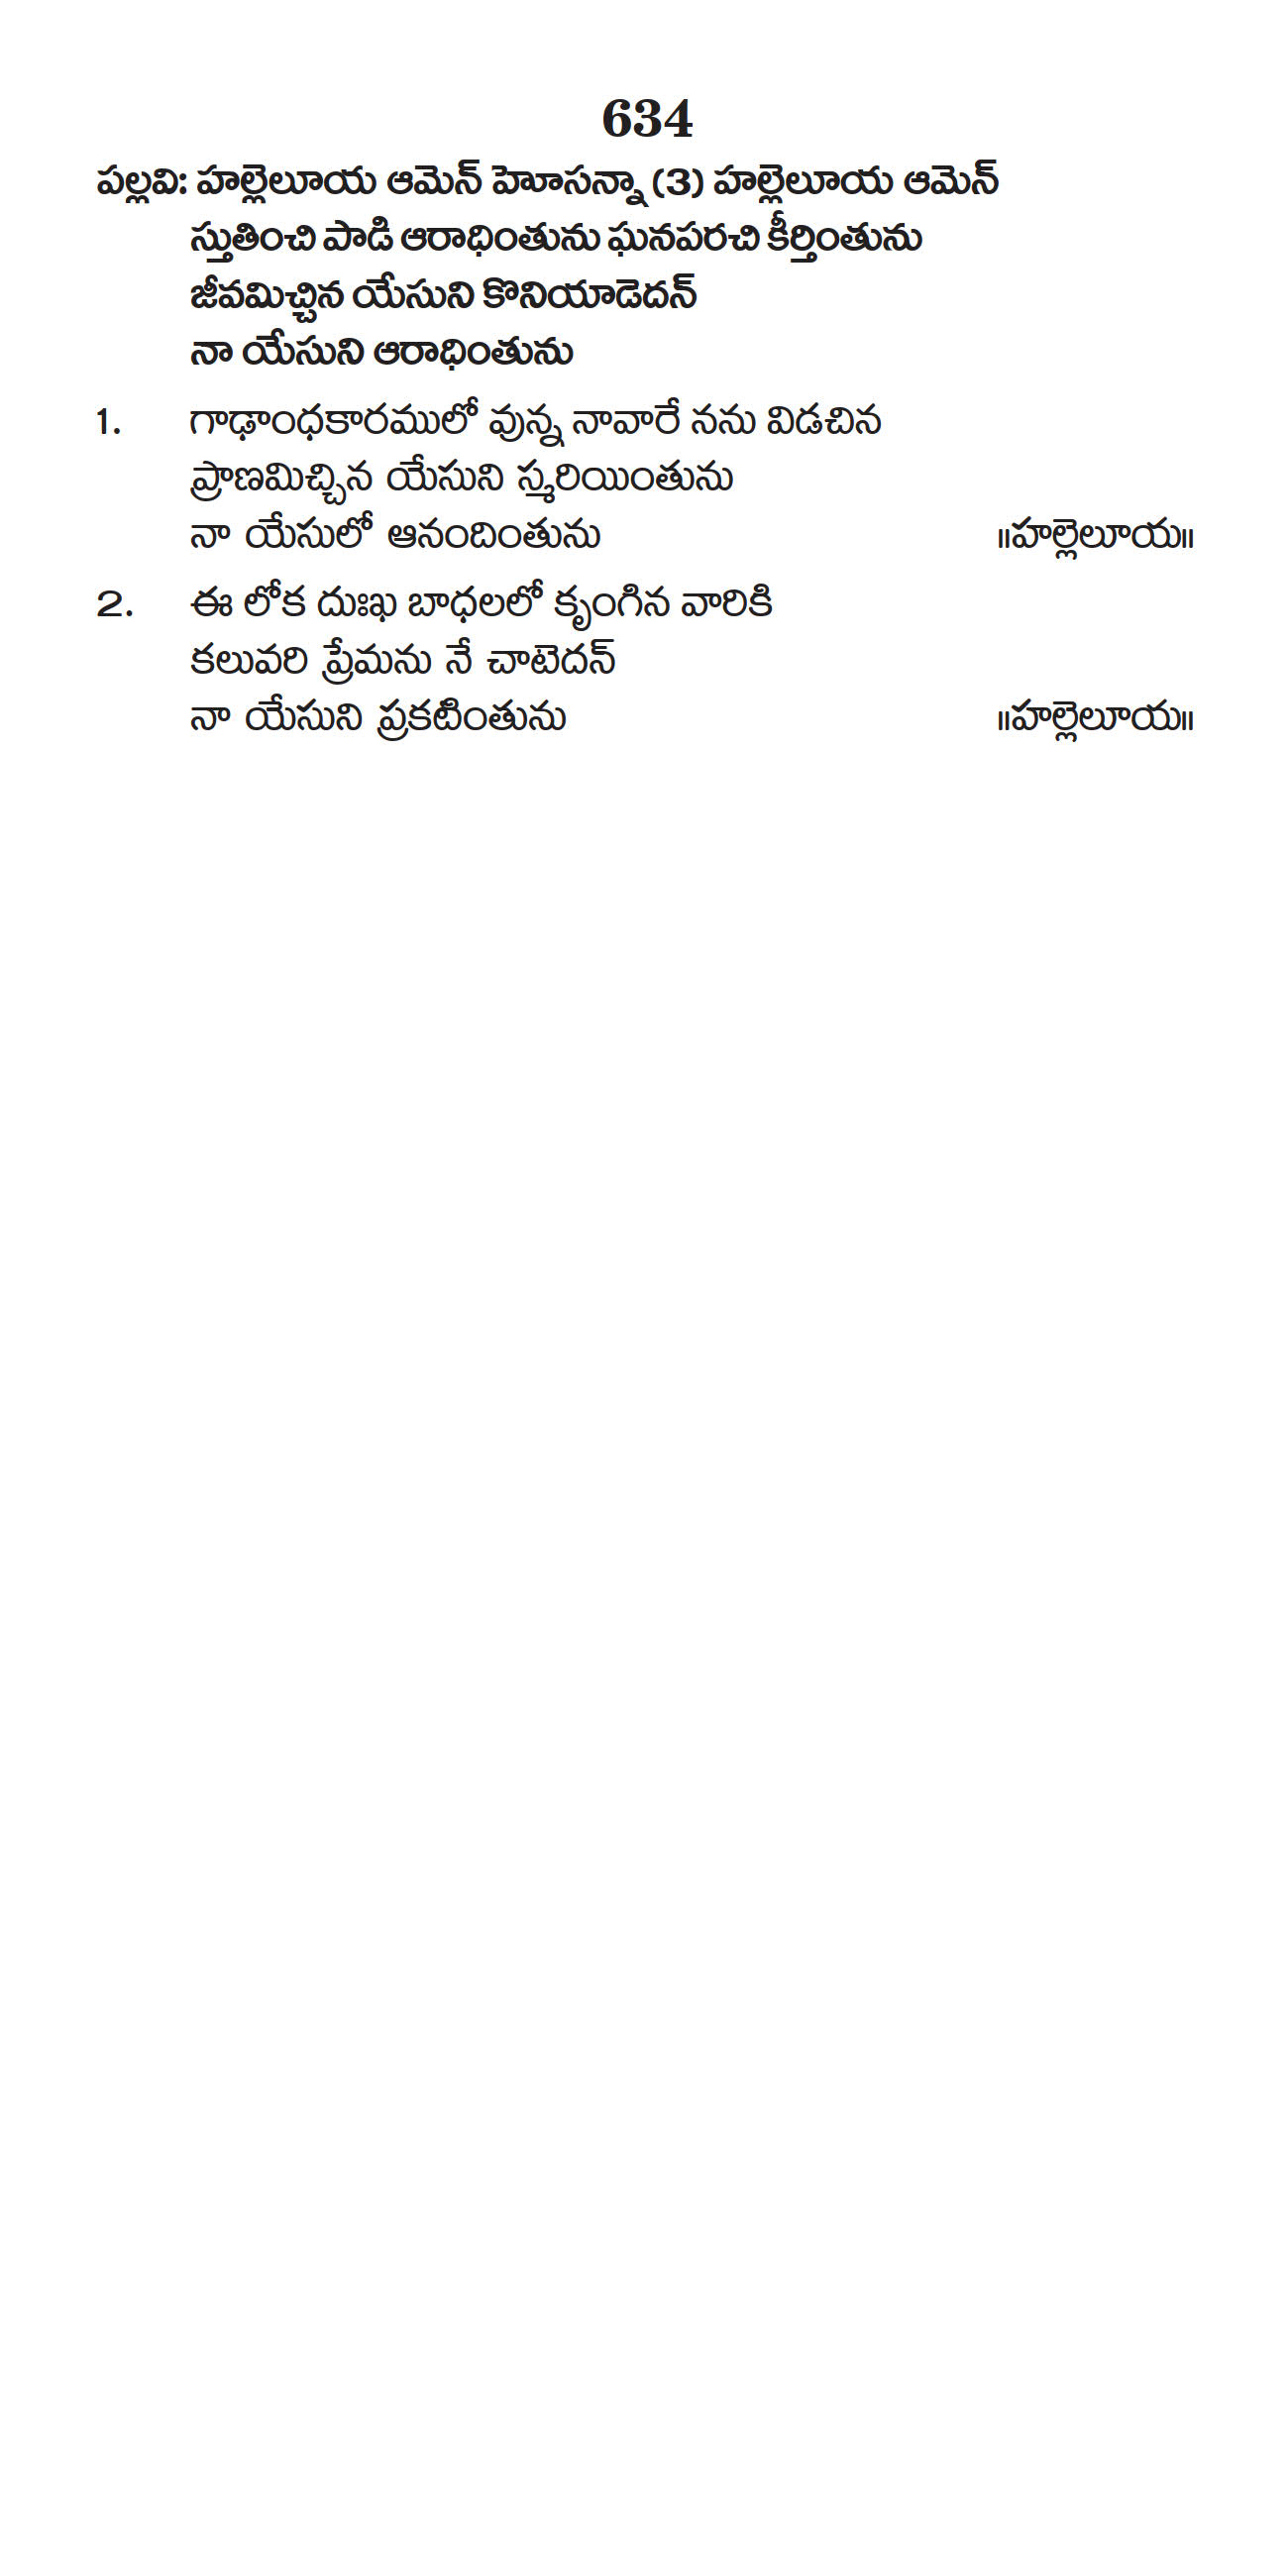 634
పల్లవి: హల్లెలూయ ఆమెన్ హెూసన్నా (3) హల్లెలూయ ఆమెన్
స్తుతించి పాడి ఆరాధింతును ఘనపరచి కీర్తింతును
జీవమిచ్చిన యేసుని కొనియాడెదన్
నా యేసుని ఆరాధింతును
1. గాఢాంధకారములో వున్న నావారే నను విడచిన
ప్రాణమిచ్చిన యేసుని స్మరియింతును
నా యేసులో ఆనందింతును ॥హల్లెలూయ॥
2. ఈ లోక దుఃఖ బాధలలో కృంగిన వారికి
కలువరి ప్రేమను నే చాటెదన్
నా యేసుని ప్రకటింతును ॥హల్లెలూయ॥